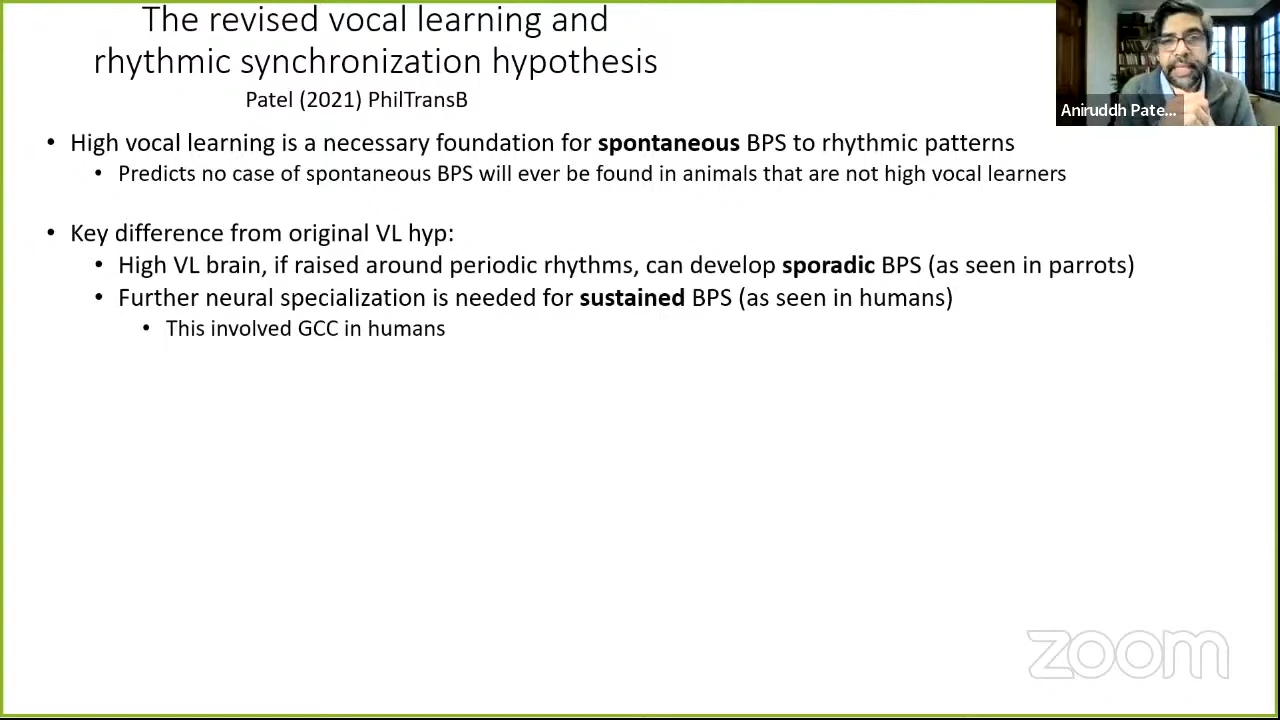 The revised vocal learning and
rhythmic synchronization hypothesis
Patel (2021) PhilTransB
Aniruddh Pate...
• High vocal learning is a necessary foundation for spontaneous BPS to rhythmic patterns
• Predicts no case of spontaneous BPS will ever be found in animals that are not high vocal learners
• Key difference from original VL hyp:
• High VL brain, if raised around periodic rhythms, can develop sporadic BPS (as seen in parrots)
• Further neural specialization is needed for sustained BPS (as seen in humans)
• This involved GCC in humans
zoom